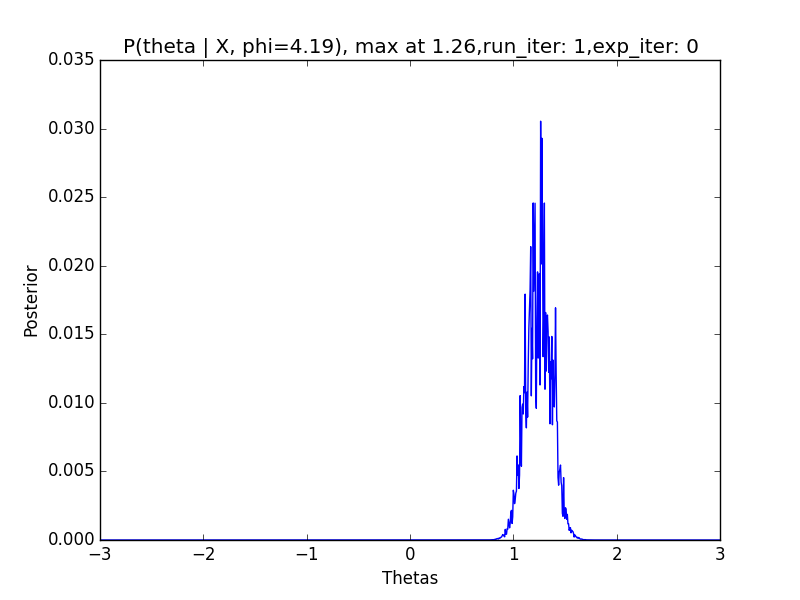 P(theta | X, phi=4.19), max at 1.26,run_iter: 1,exp_iter: 0
0.035
0.030
0.025
0.020
0.015
0.010
0.005
0.000
Posterior
−3 −2 −1 0 1 2 3
Thetas